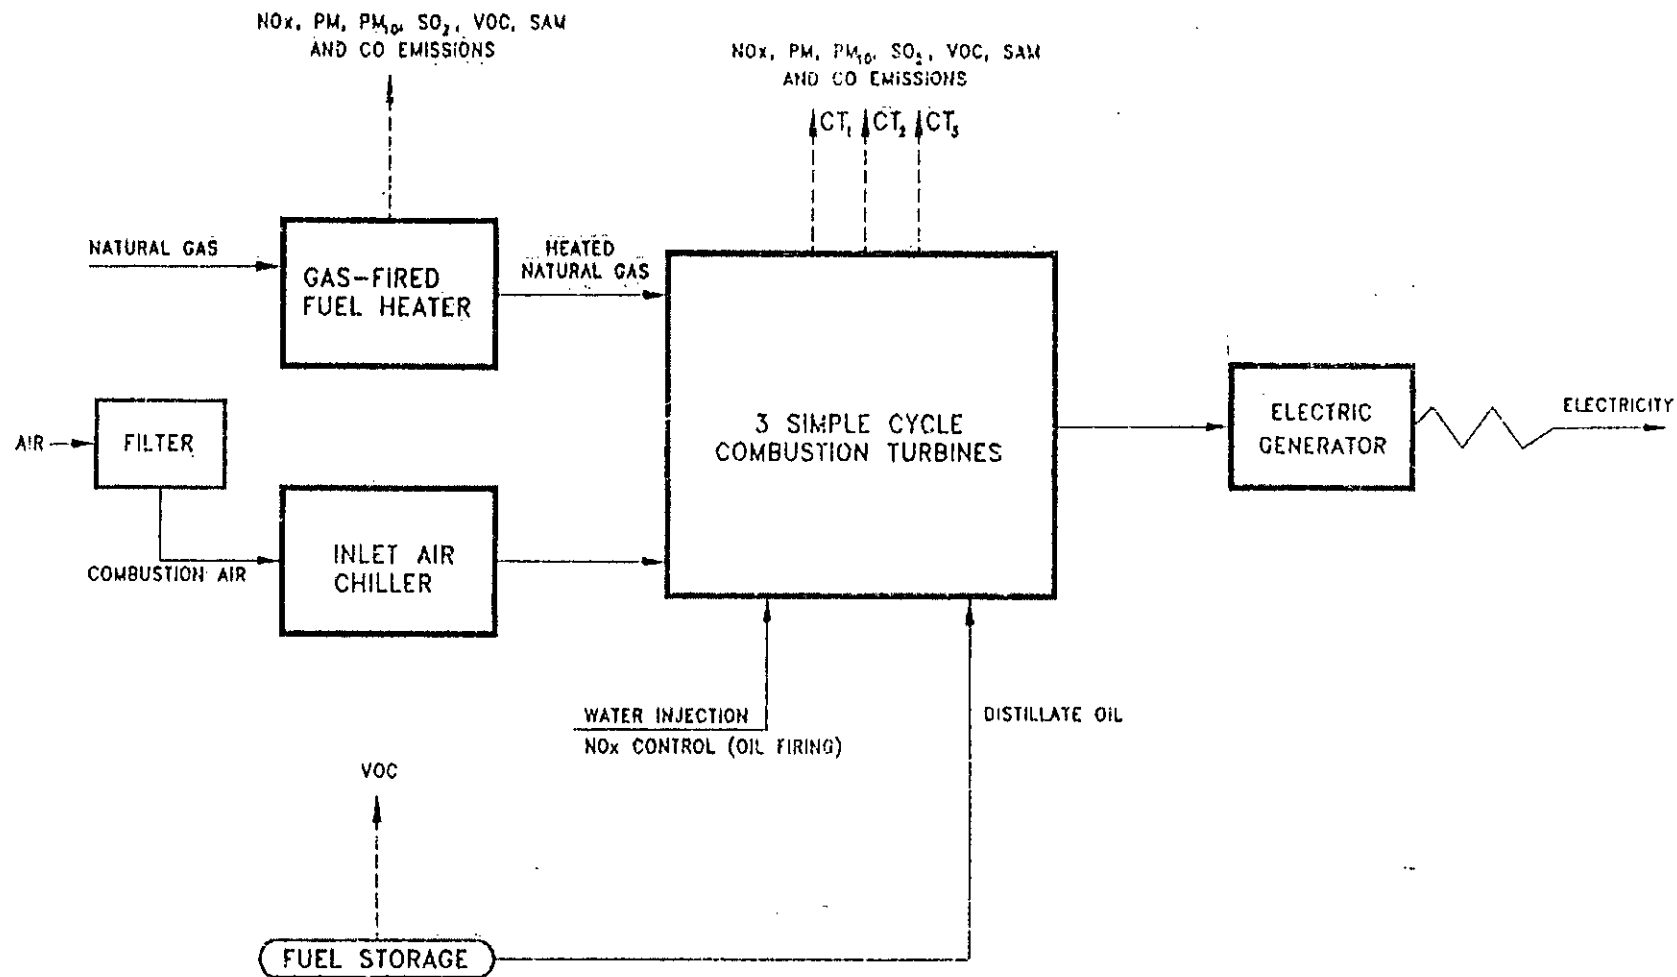 NOx, PM, PM₁₀, SO₂, VOC, SAM
AND CO EMISSIONS
NOx, PM, PM₁₀, SO₂, VOC, SAM
AND CO EMISSIONS
CT₁ CT₂ CT₃
NATURAL GAS
GAS-FIRED
FUEL HEATER
HEATED
NATURAL GAS
AIR
FILTER
COMBUSTION AIR
INLET AIR
CHILLER
3 SIMPLE CYCLE
COMBUSTION TURBINES
ELECTRIC
GENERATOR
ELECTRICITY
WATER INJECTION
NOx CONTROL (OIL FIRING)
DISTILLATE OIL
VOC
FUEL STORAGE